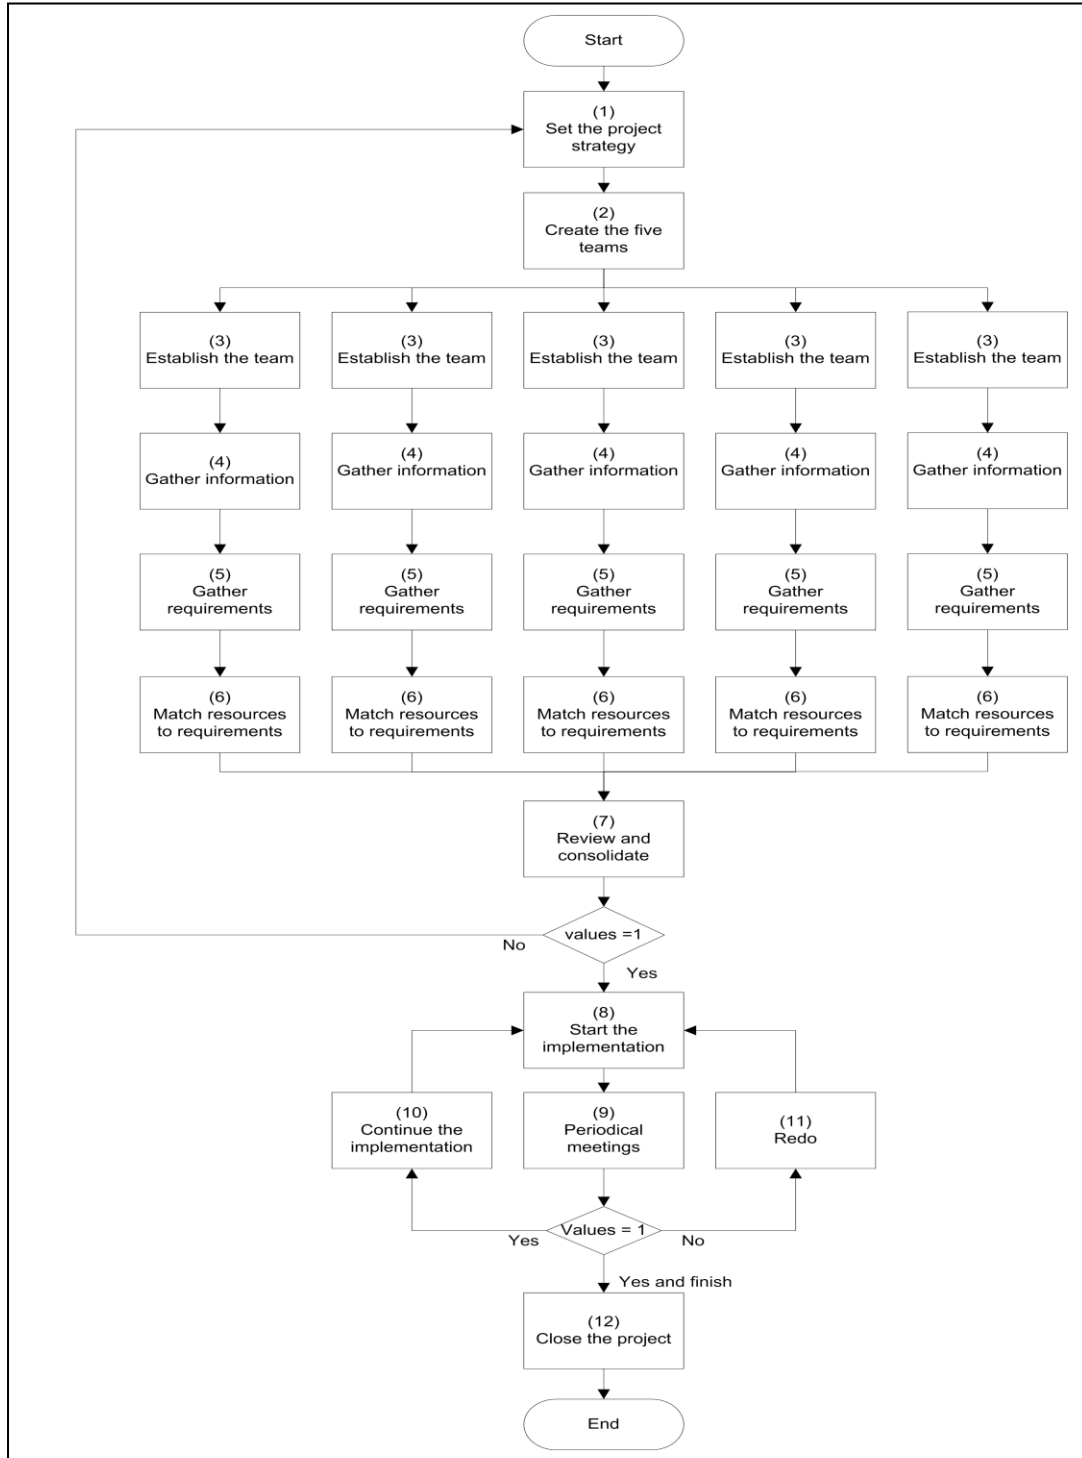 Start
(1)
Set the project
strategy
(2)
Create the five
teams
(3)
Establish the team
(3)
Establish the team
(3)
Establish the team
(3)
Establish the team
(3)
Establish the team
(4)
Gather information
(4)
Gather information
(4)
Gather information
(4)
Gather information
(4)
Gather information
(5)
Gather
requirements
(5)
Gather
requirements
(5)
Gather
requirements
(5)
Gather
requirements
(5)
Gather
requirements
(6)
Match resources
to requirements
(6)
Match resources
to requirements
(6)
Match resources
to requirements
(6)
Match resources
to requirements
(6)
Match resources
to requirements
(7)
Review and
consolidate
values =1
No
Yes
(8)
Start the
implementation
(10)
Continue the
implementation
(9)
Periodical
meetings
(11)
Redo
Values = 1
Yes
No
Yes and finish
(12)
Close the project
End